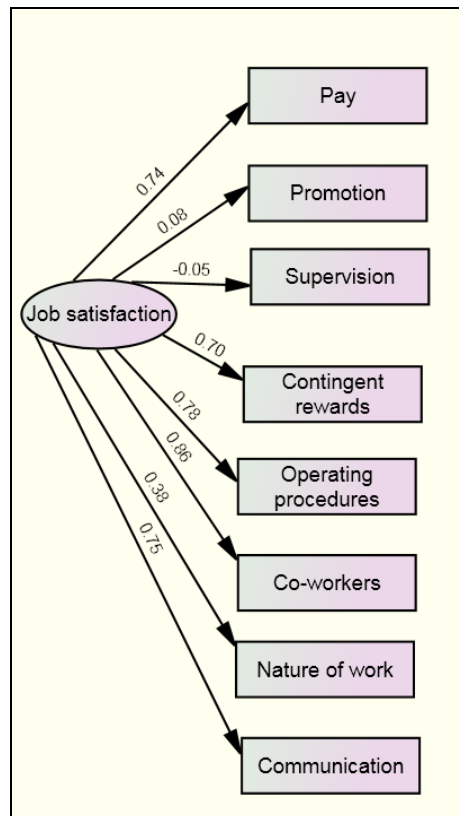 Pay
0.74
Promotion
0.08
Supervision
-0.05
Job satisfaction
0.70
Contingent
rewards
0.78
Operating
procedures
0.86
Co-workers
0.38
Nature of work
0.75
Communication